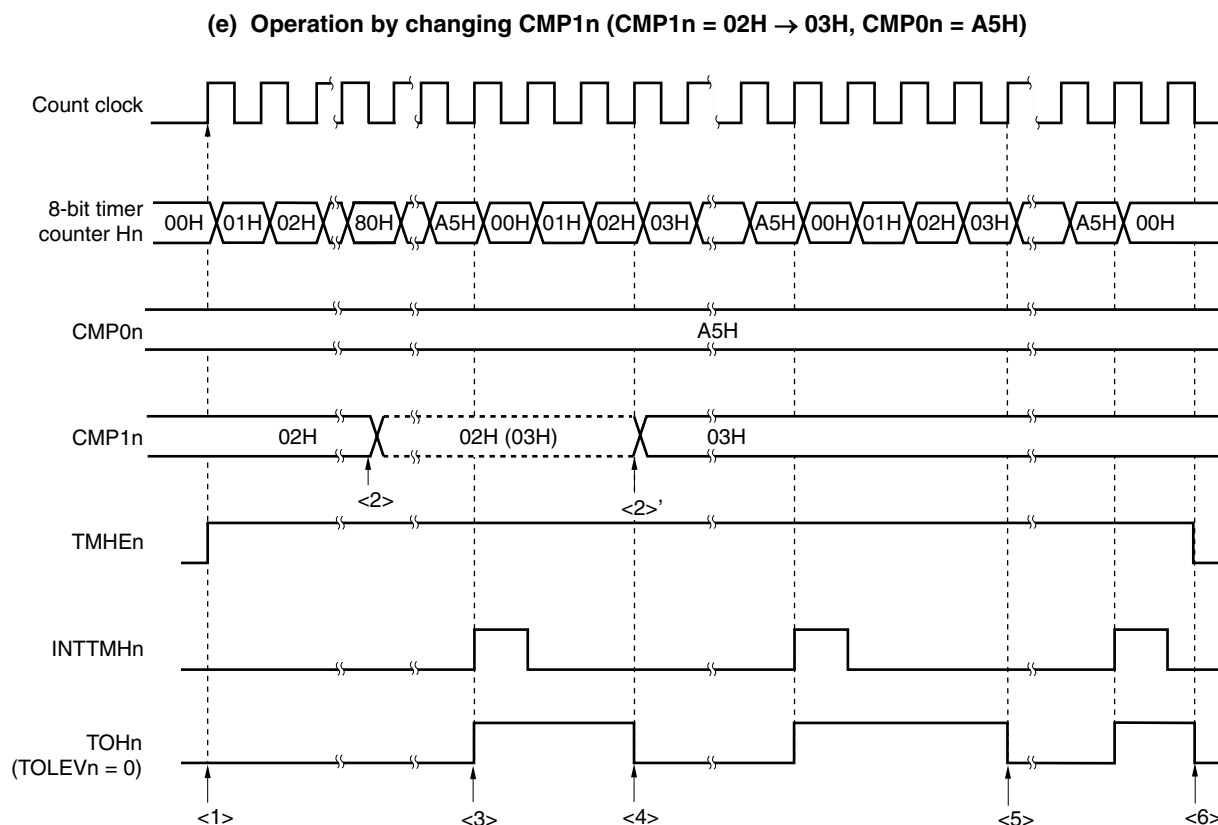 (e) Operation by changing CMP1n (CMP1n = 02H → 03H, CMP0n = A5H)
Count clock
8-bit timer
counter Hn
00H 01H 02H 80H A5H 00H 01H 02H 03H A5H 00H 01H 02H 03H A5H 00H
CMP0n A5H
CMP1n 02H 02H (03H) 03H
<2> <2>’
TMHEn
INTTMHn
TOHn
(TOLEVn = 0)
<1> <3> <4> <5> <6>